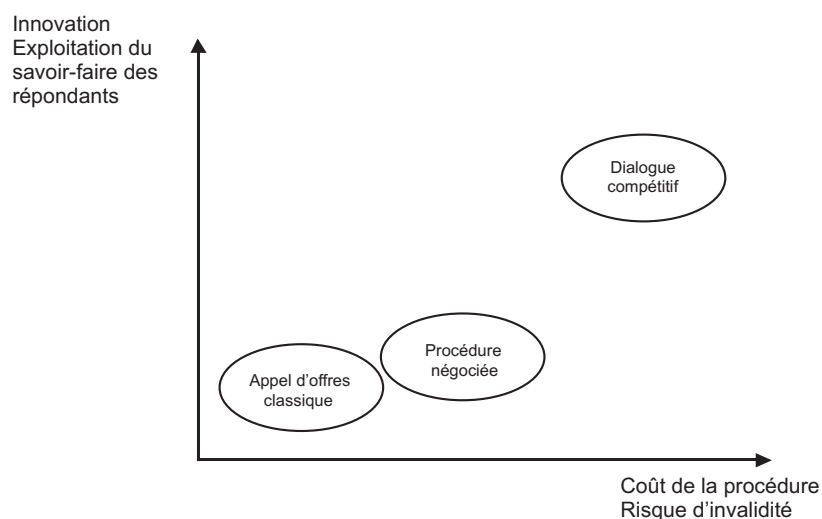 Innovation
Exploitation du
savoir-faire des
répondants
Dialogue
compétitif
Procédure
négociée
Appel d’offres
classique
Coût de la procédure
Risque d’invalidité